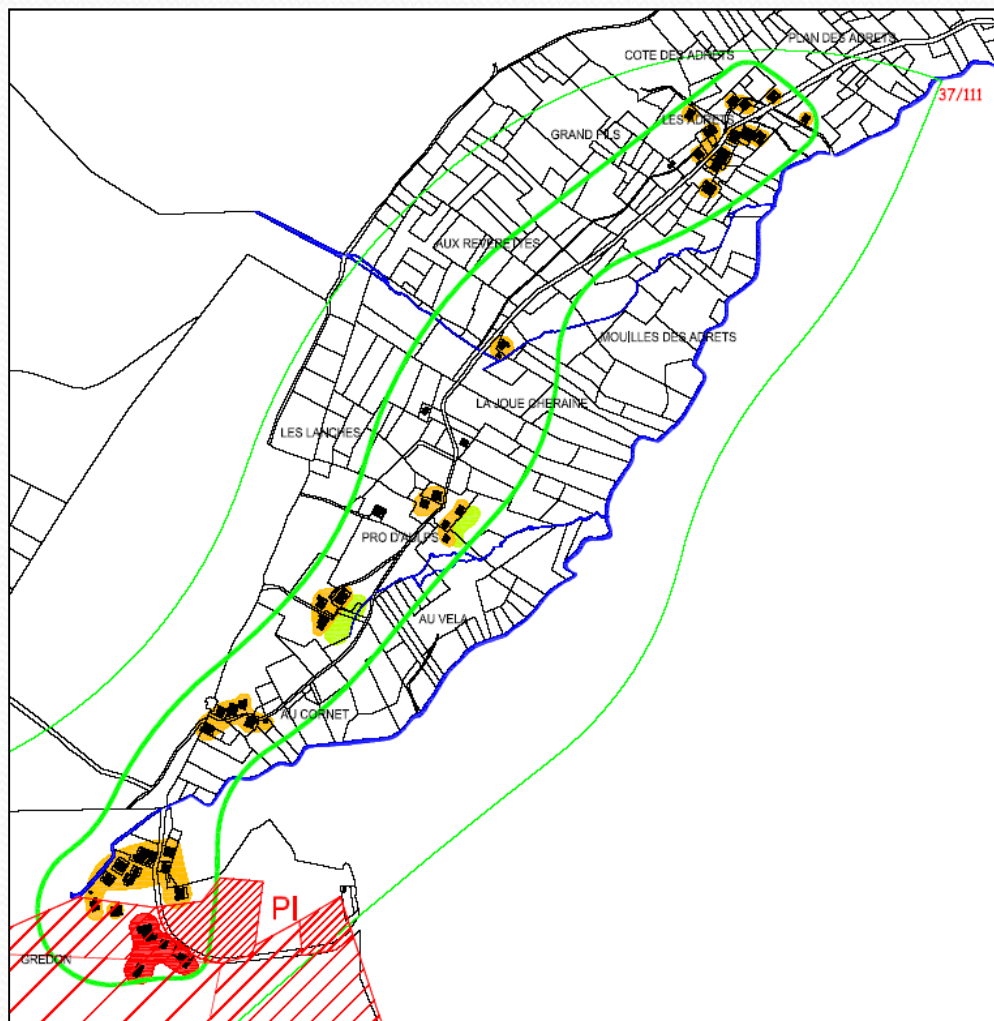 PLAN DES ADRETS
COTE DES ADRETS
37/111
LES ADRETS
GRAND FILS
AUX REVERETTES
MOUILLES DES ADRETS
LA JOUE CHERAINE
LES LANCHES
PRO D'AULPS
AU VELA
AU CORNET
PI
GREDON